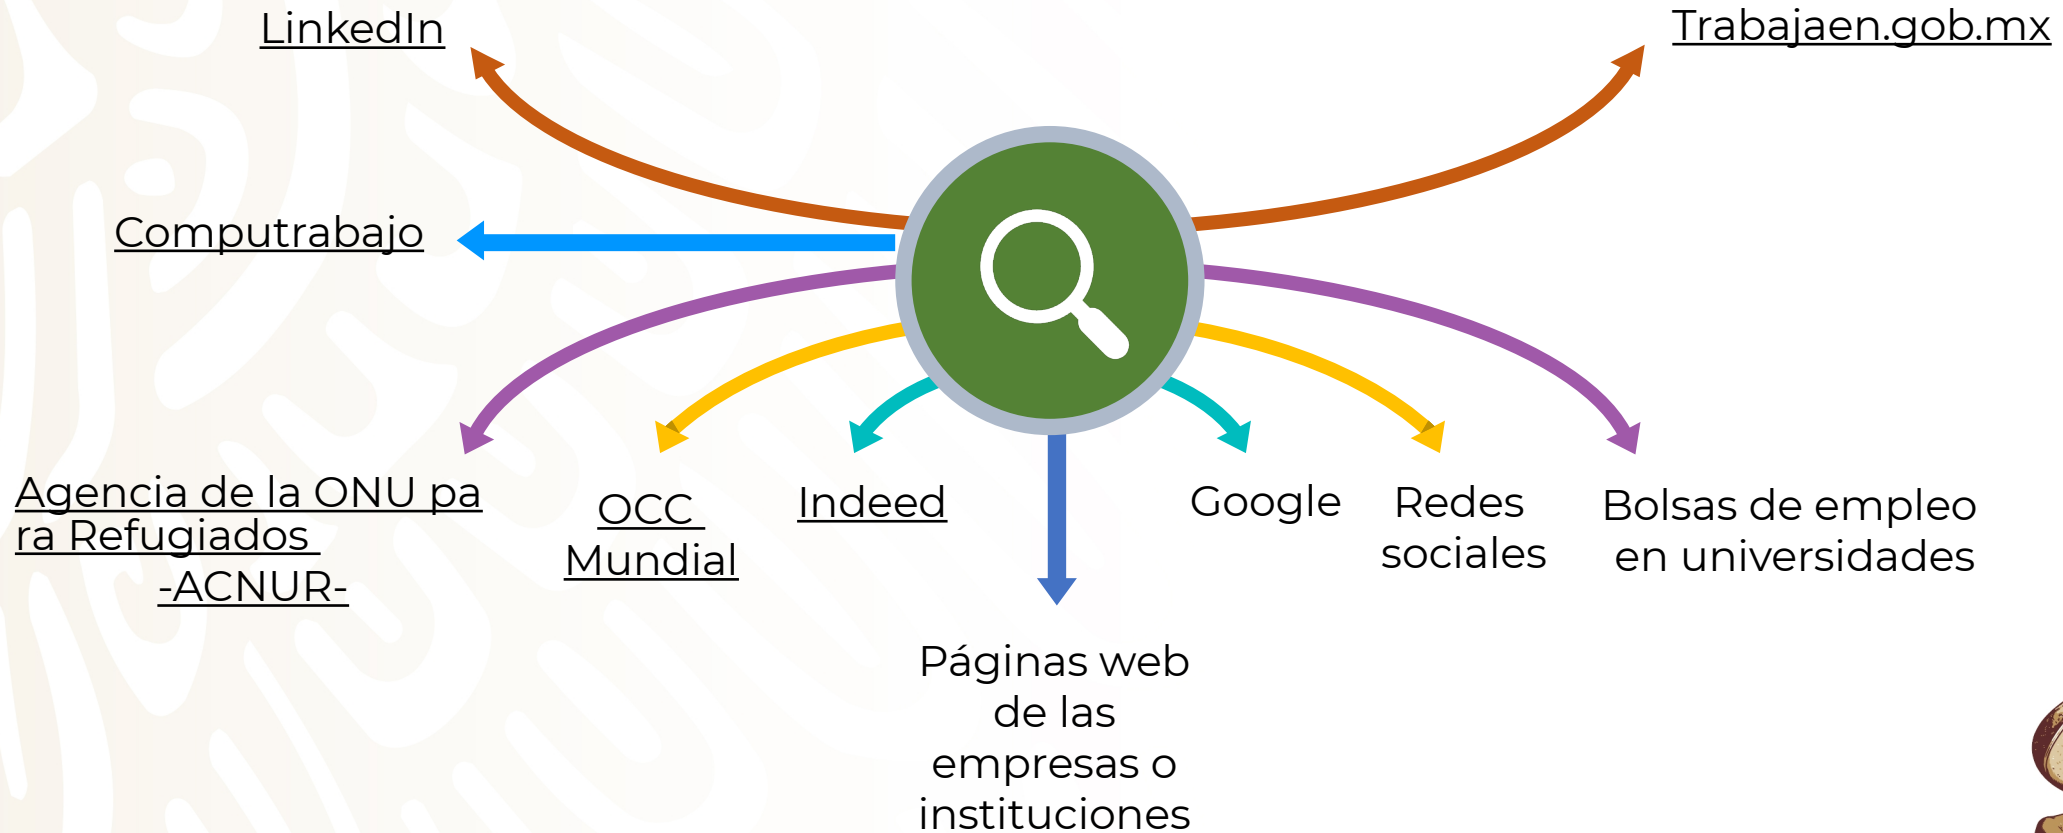 LinkedIn
Trabajaen.gob.mx
Computrabajo
Agencia de la ONU pa
ra Refugiados
-ACNUR-
OCC
Mundial
Indeed
Google
Redes
sociales
Bolsas de empleo
en universidades
Páginas web
de las
empresas o
instituciones